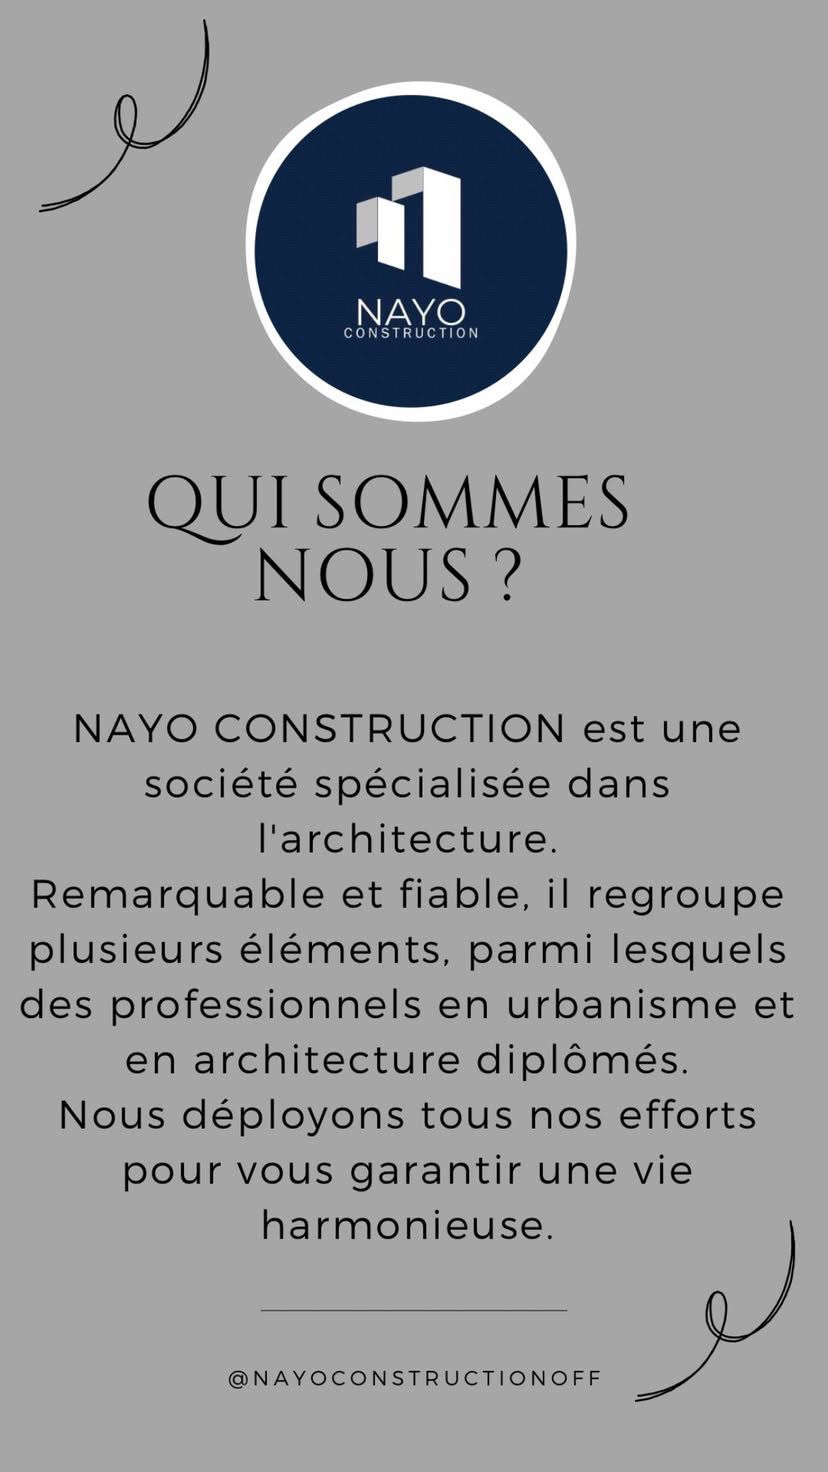 NAYO
CONSTRUCTION
QUI SOMMES
NOUS ?
NAYO CONSTRUCTION est une
société spécialisée dans
l'architecture.
Remarquable et fiable, il regroupe
plusieurs éléments, parmi lesquels
des professionnels en urbanisme et
en architecture diplômés.
Nous déployons tous nos efforts
pour vous garantir une vie
harmonieuse.
@NAYOCONSTRUCTIONOFF